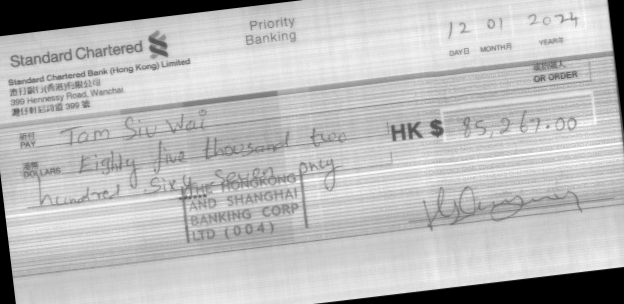 Standard Chartered
Priority
Banking
12 01 2024
DAY日 MONTH月 YEAR年
Standard Chartered Bank (Hong Kong) Limited
渣打銀行(香港)有限公司
399 Hennessy Road, Wanchai.
灣仔軒尼詩道 399 號
或持票人
OR ORDER
祈付
PAY Tam Siu Wai
港幣
DOLLARS Eighty five thousand two
HK $ 85,267.00
hundred sixy seven only
THE HONGKONG
AND SHANGHAI
BANKING CORP
LTD (004)